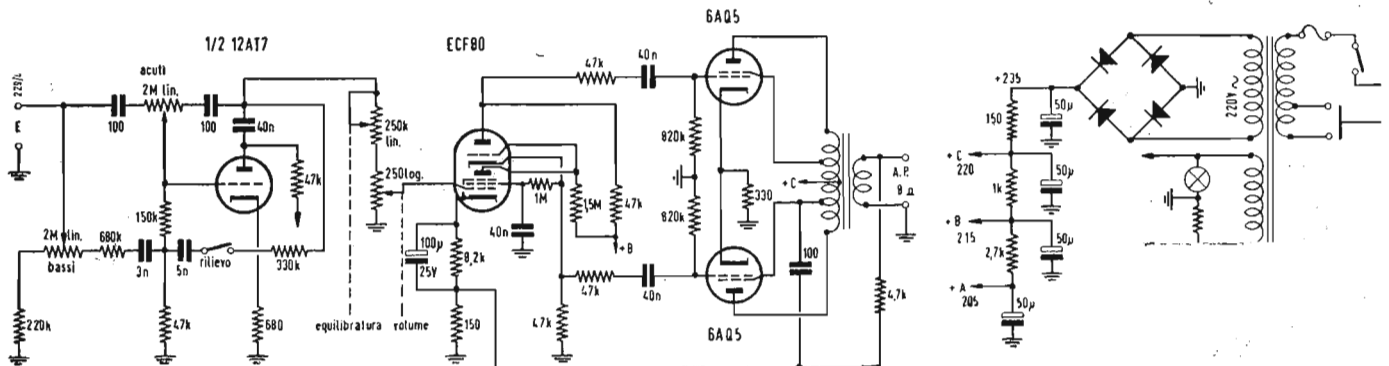 1/2 12AT7
ECF80
6AQ5
acuti
2M lin.
100
100
40n
E
47k
150k
2M lin.
bassi
680k
3n
5n
rilievo
330k
220k
47k
680
250k
lin.
250log.
equilibratura
volume
100µ
25V
8,2k
150
40n
1M
1,5M
47k
+B
47k
40n
820k
820k
47k
40n
47k
330
+C
100
4,7k
A.P.
8 Ω
6AQ5
+235
150
50µ
+C
220
50µ
1k
+B
215
50µ
2,7k
+A
205
50µ
220V~